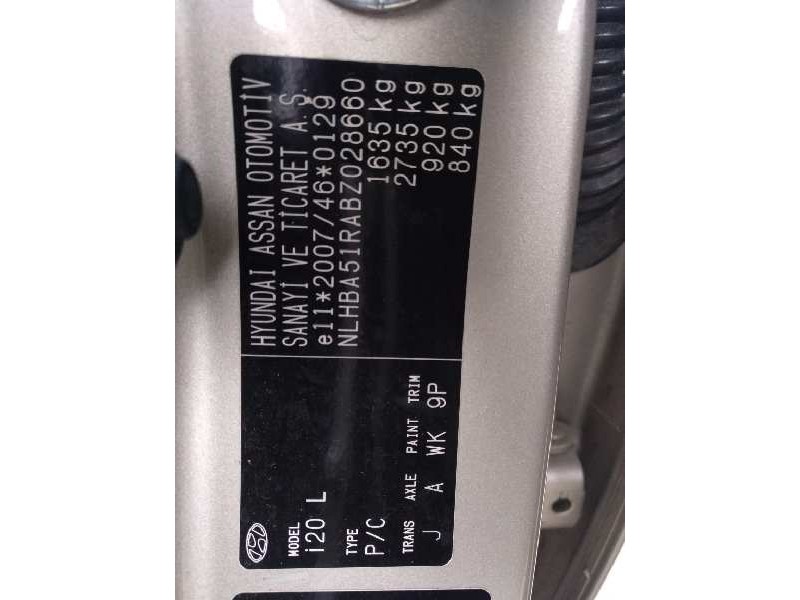 HYUNDAI ASSAN OTOMOTİV
SANAYİ VE TİCARET A.Ş.
e11*2007/46*0129
NLHBA51RABZ028660
1635 kg
2735 kg
920 kg
840 kg
MODEL
i20 L
TYPE
P/C
TRANS AXLE PAINT TRIM
J A WK 9P